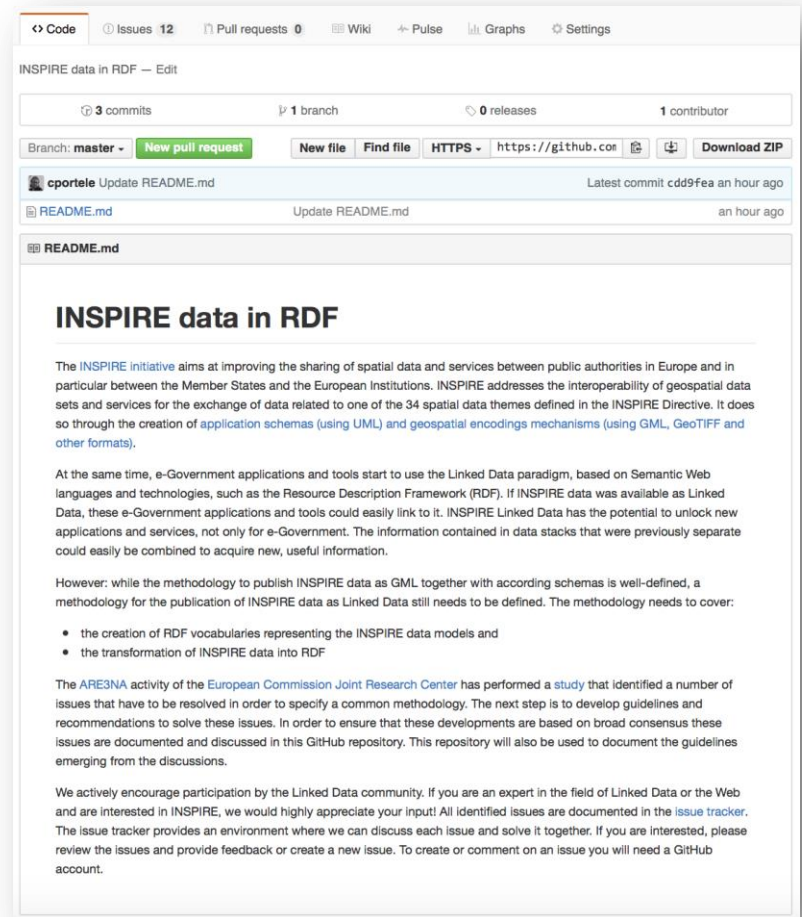 Code Issues 12 Pull requests 0 Wiki Pulse Graphs Settings
INSPIRE data in RDF — Edit
3 commits 1 branch 0 releases 1 contributor
Branch: master New pull request New file Find file HTTPS https://github.com Download ZIP
cportele Update README.md Latest commit cdd9fea an hour ago
README.md Update README.md an hour ago
README.md
INSPIRE data in RDF
The INSPIRE initiative aims at improving the sharing of spatial data and services between public authorities in Europe and in
particular between the Member States and the European Institutions. INSPIRE addresses the interoperability of geospatial data
sets and services for the exchange of data related to one of the 34 spatial data themes defined in the INSPIRE Directive. It does
so through the creation of application schemas (using UML) and geospatial encodings mechanisms (using GML, GeoTIFF and
other formats).
At the same time, e-Government applications and tools start to use the Linked Data paradigm, based on Semantic Web
languages and technologies, such as the Resource Description Framework (RDF). If INSPIRE data was available as Linked
Data, these e-Government applications and tools could easily link to it. INSPIRE Linked Data has the potential to unlock new
applications and services, not only for e-Government. The information contained in data stacks that were previously separate
could easily be combined to acquire new, useful information.
However: while the methodology to publish INSPIRE data as GML together with according schemas is well-defined, a
methodology for the publication of INSPIRE data as Linked Data still needs to be defined. The methodology needs to cover:
• the creation of RDF vocabularies representing the INSPIRE data models and
• the transformation of INSPIRE data into RDF
The ARE3NA activity of the European Commission Joint Research Center has performed a study that identified a number of
issues that have to be resolved in order to specify a common methodology. The next step is to develop guidelines and
recommendations to solve these issues. In order to ensure that these developments are based on broad consensus these
issues are documented and discussed in this GitHub repository. This repository will also be used to document the guidelines
emerging from the discussions.
We actively encourage participation by the Linked Data community. If you are an expert in the field of Linked Data or the Web
and are interested in INSPIRE, we would highly appreciate your input! All identified issues are documented in the issue tracker.
The issue tracker provides an environment where we can discuss each issue and solve it together. If you are interested, please
review the issues and provide feedback or create a new issue. To create or comment on an issue you will need a GitHub
account.